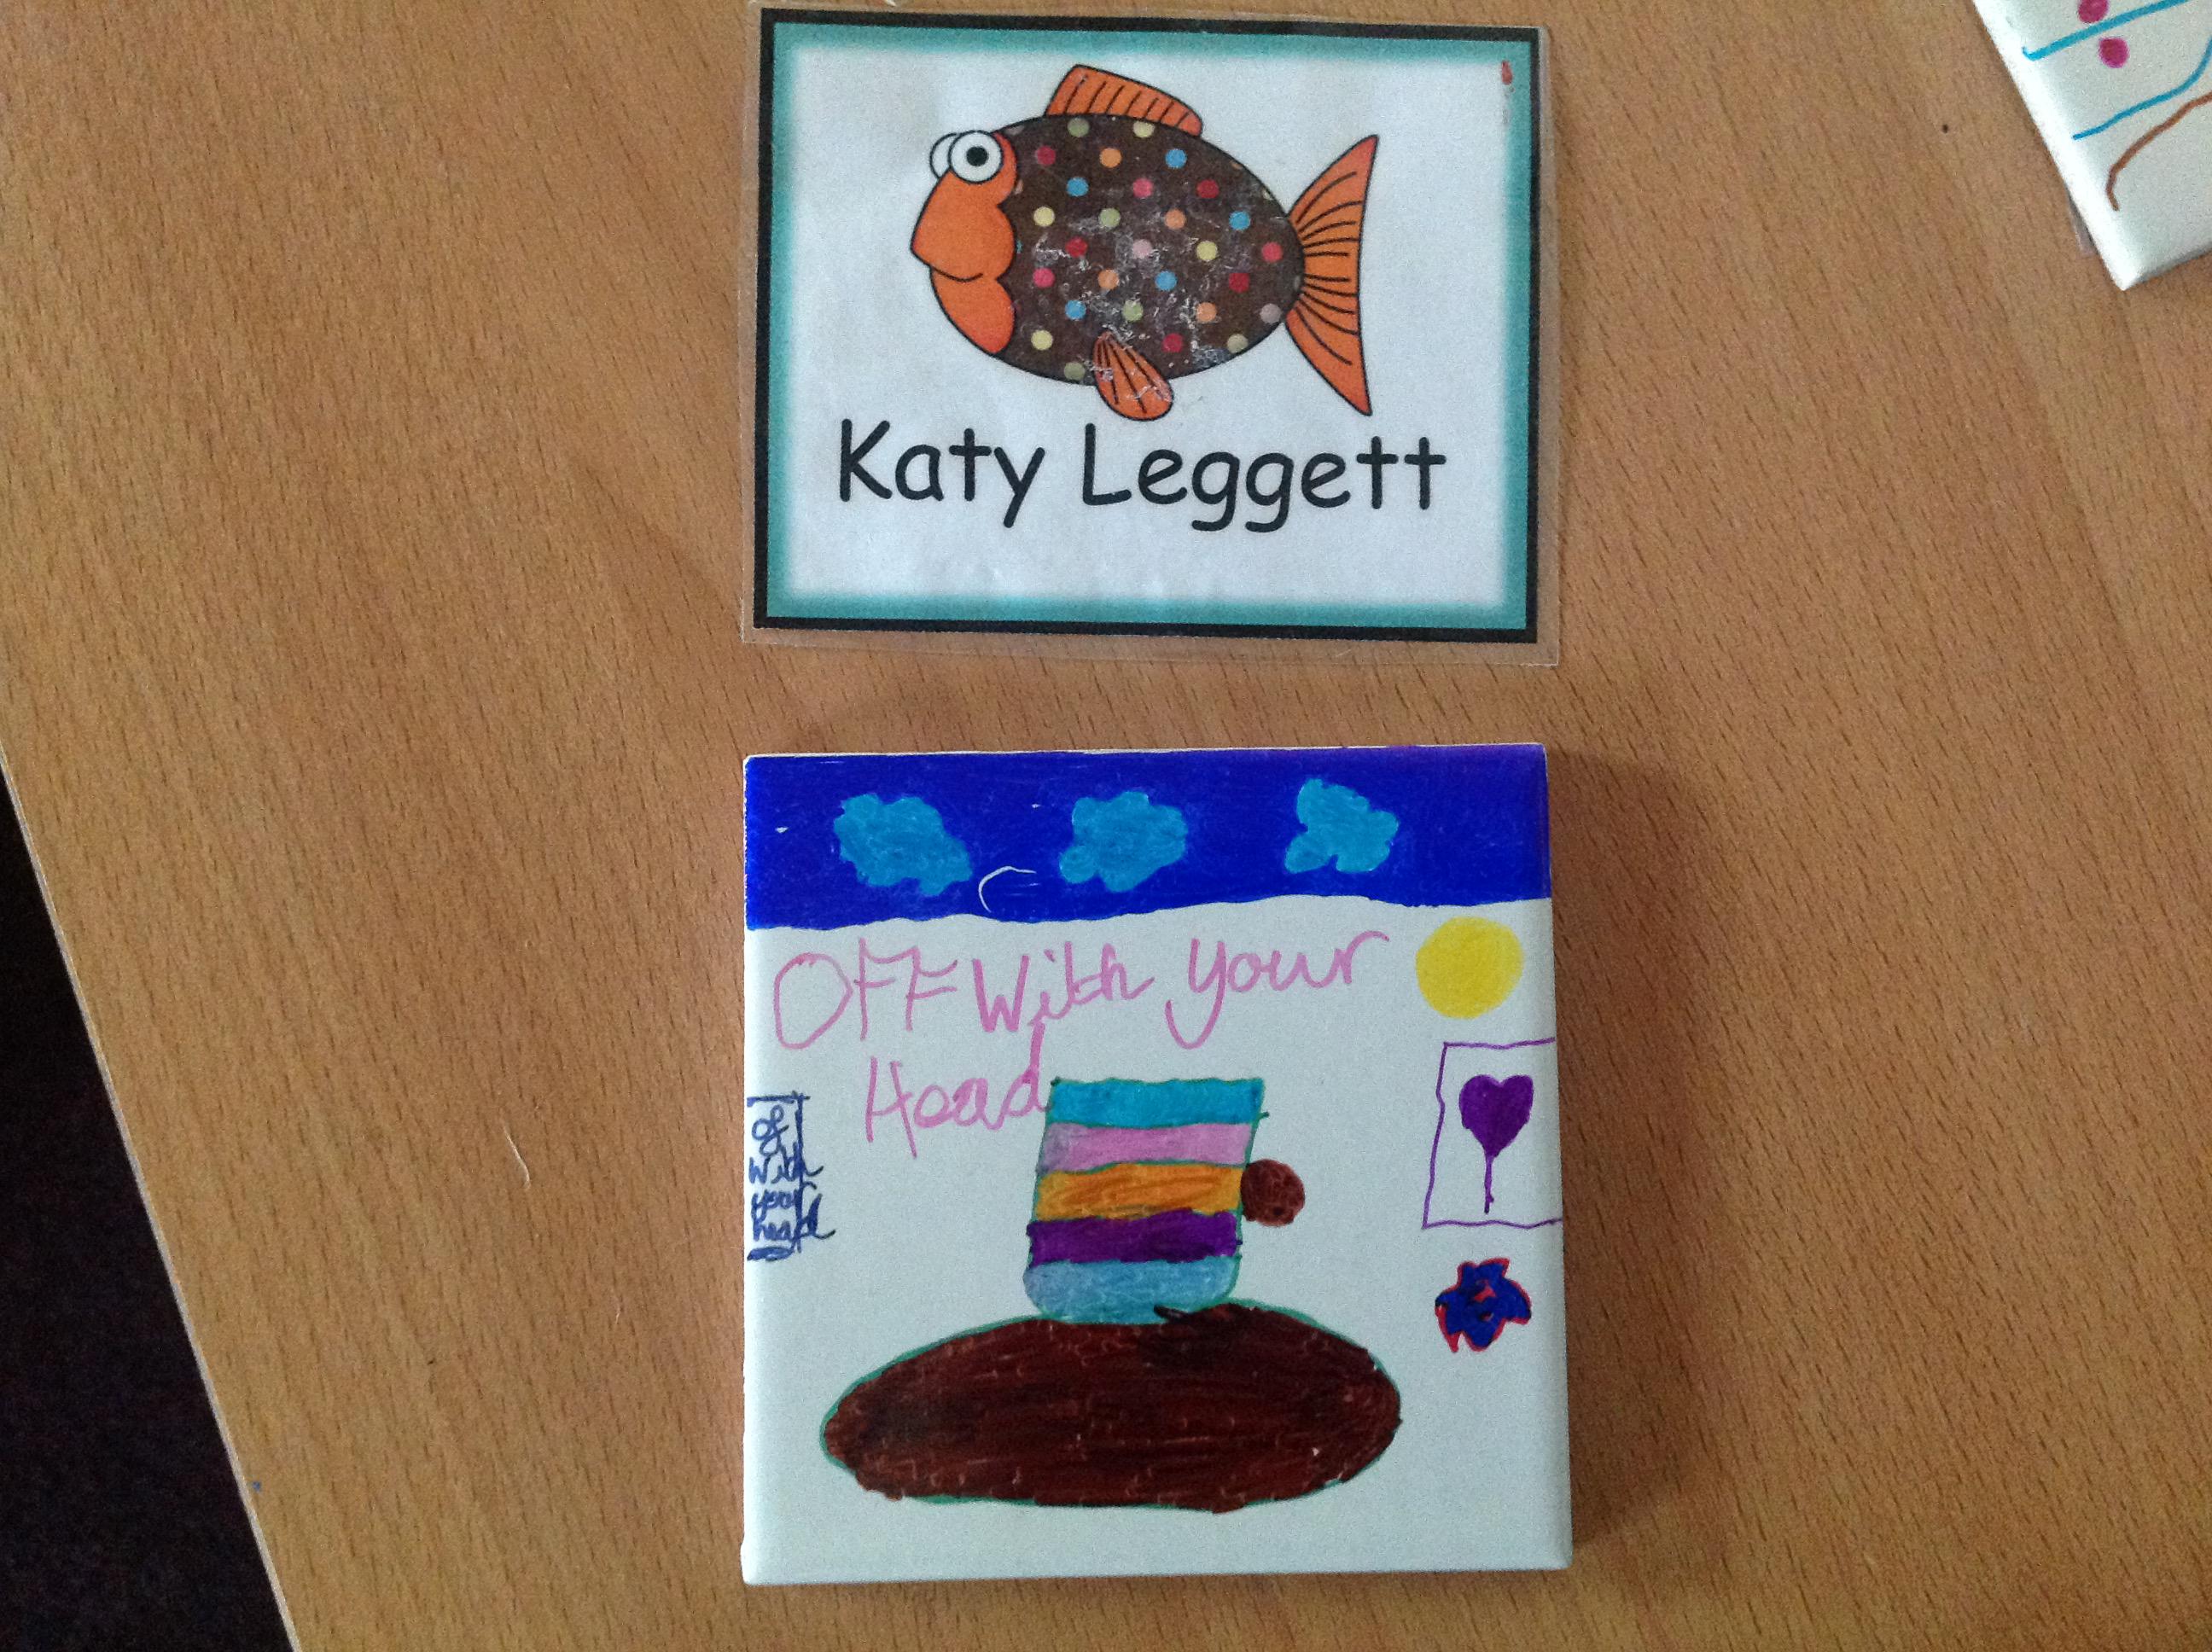 Katy Leggett
OFF With Your
Head
of
with
your
head